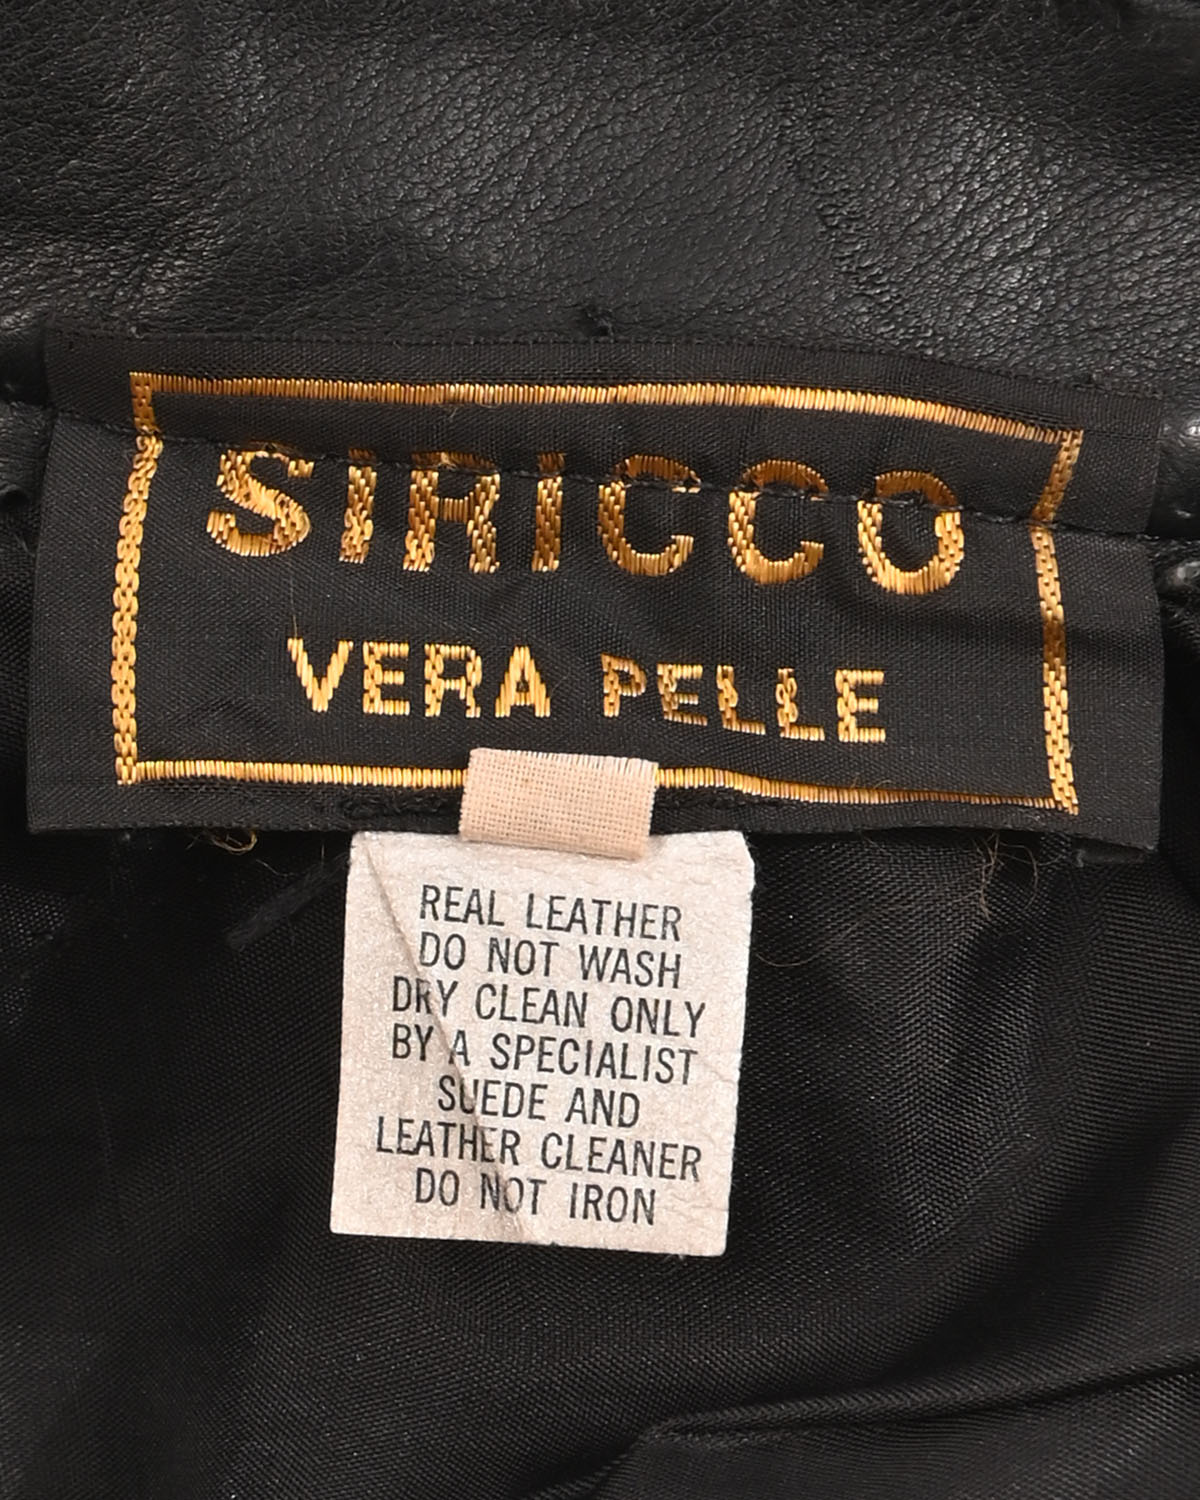 SIRICCO
VERA PELLE
REAL LEATHER
DO NOT WASH
DRY CLEAN ONLY
BY A SPECIALIST
SUEDE AND
LEATHER CLEANER
DO NOT IRON